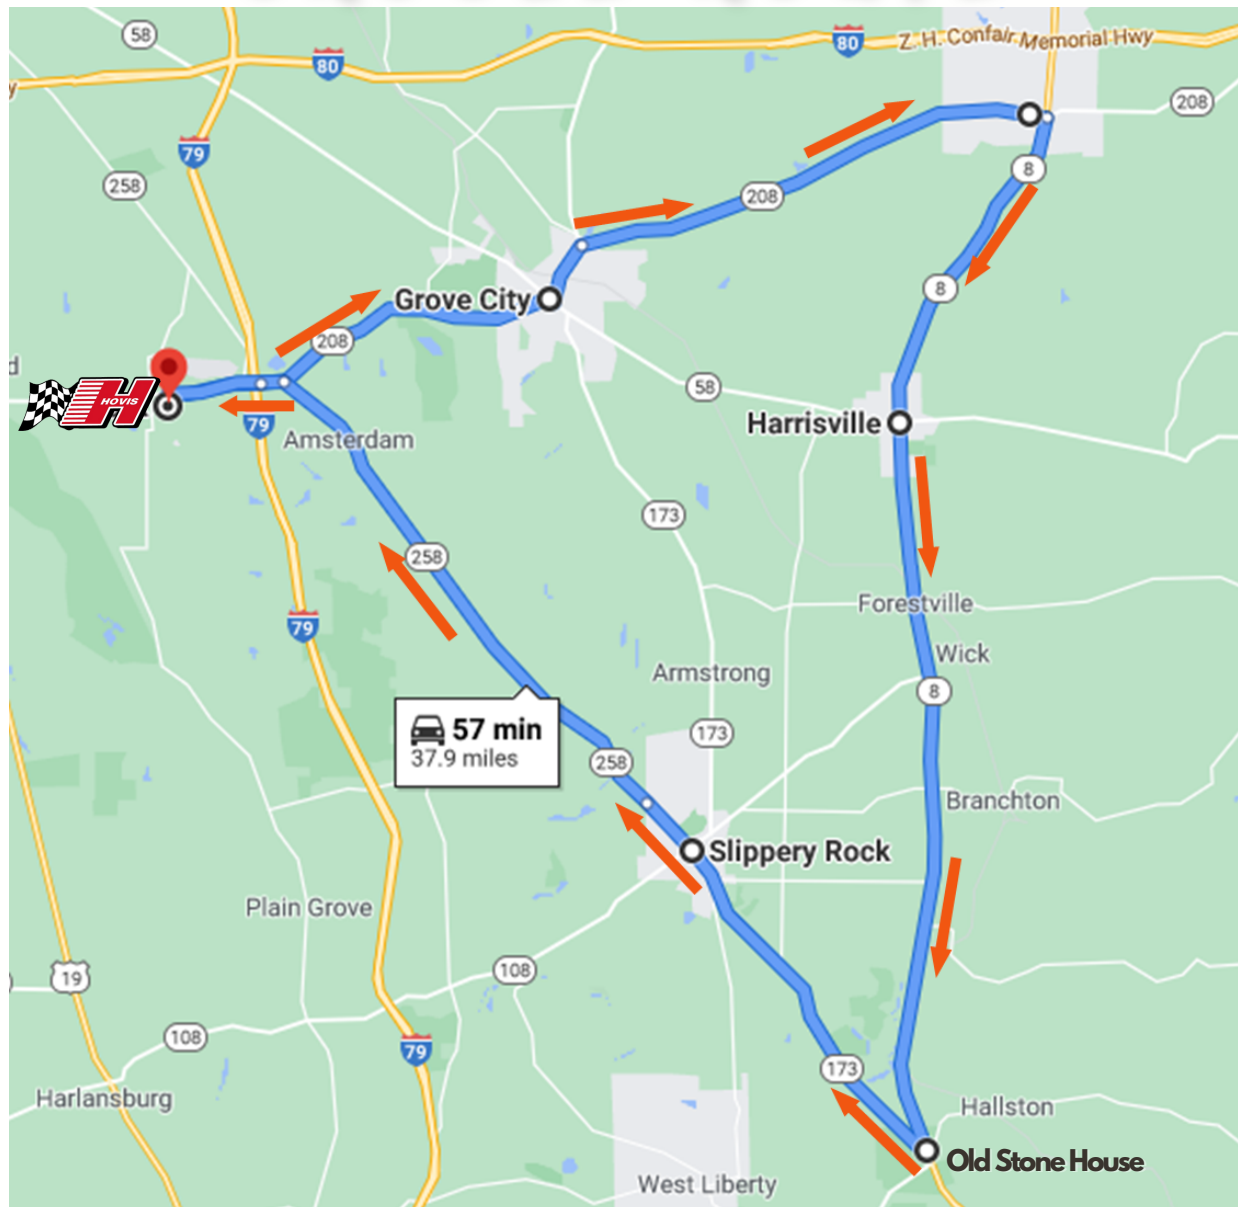 58
80
80
Z. H. Confair Memorial Hwy
y
208
79
8
258
208
8
Grove City
208
d
58
HOVIS
H
Harrisville
79
Amsterdam
173
258
Forestville
79
Wick
Armstrong
8
57 min
37.9 miles
173
258
Branchton
Slippery Rock
Plain Grove
108
19
108
79
173
Harlansburg
Hallston
Old Stone House
West Liberty